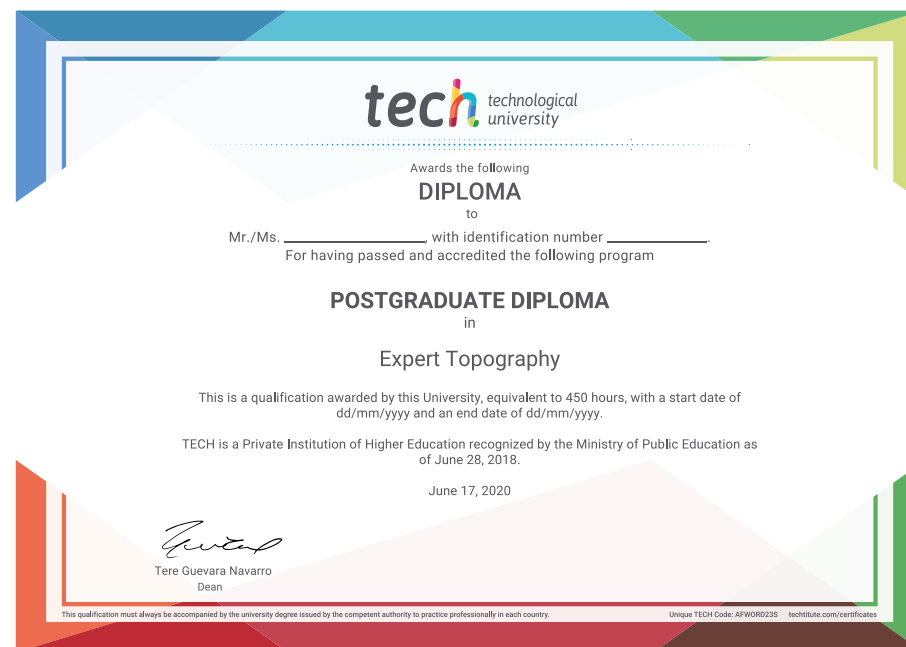 tech technological
university
Awards the following
DIPLOMA
to
Mr./Ms. ____________, with identification number ____________.
For having passed and accredited the following program
POSTGRADUATE DIPLOMA
in
Expert Topography
This is a qualification awarded by this University, equivalent to 450 hours, with a start date of
dd/mm/yyyy and an end date of dd/mm/yyyy.
TECH is a Private Institution of Higher Education recognized by the Ministry of Public Education as
of June 28, 2018.
June 17, 2020
Tere Guevara Navarro
Dean
This qualification must always be accompanied by the university degree issued by the competent authority to practice professionally in each country. Unique TECH Code: AFWORD23S techtitute.com/certificates